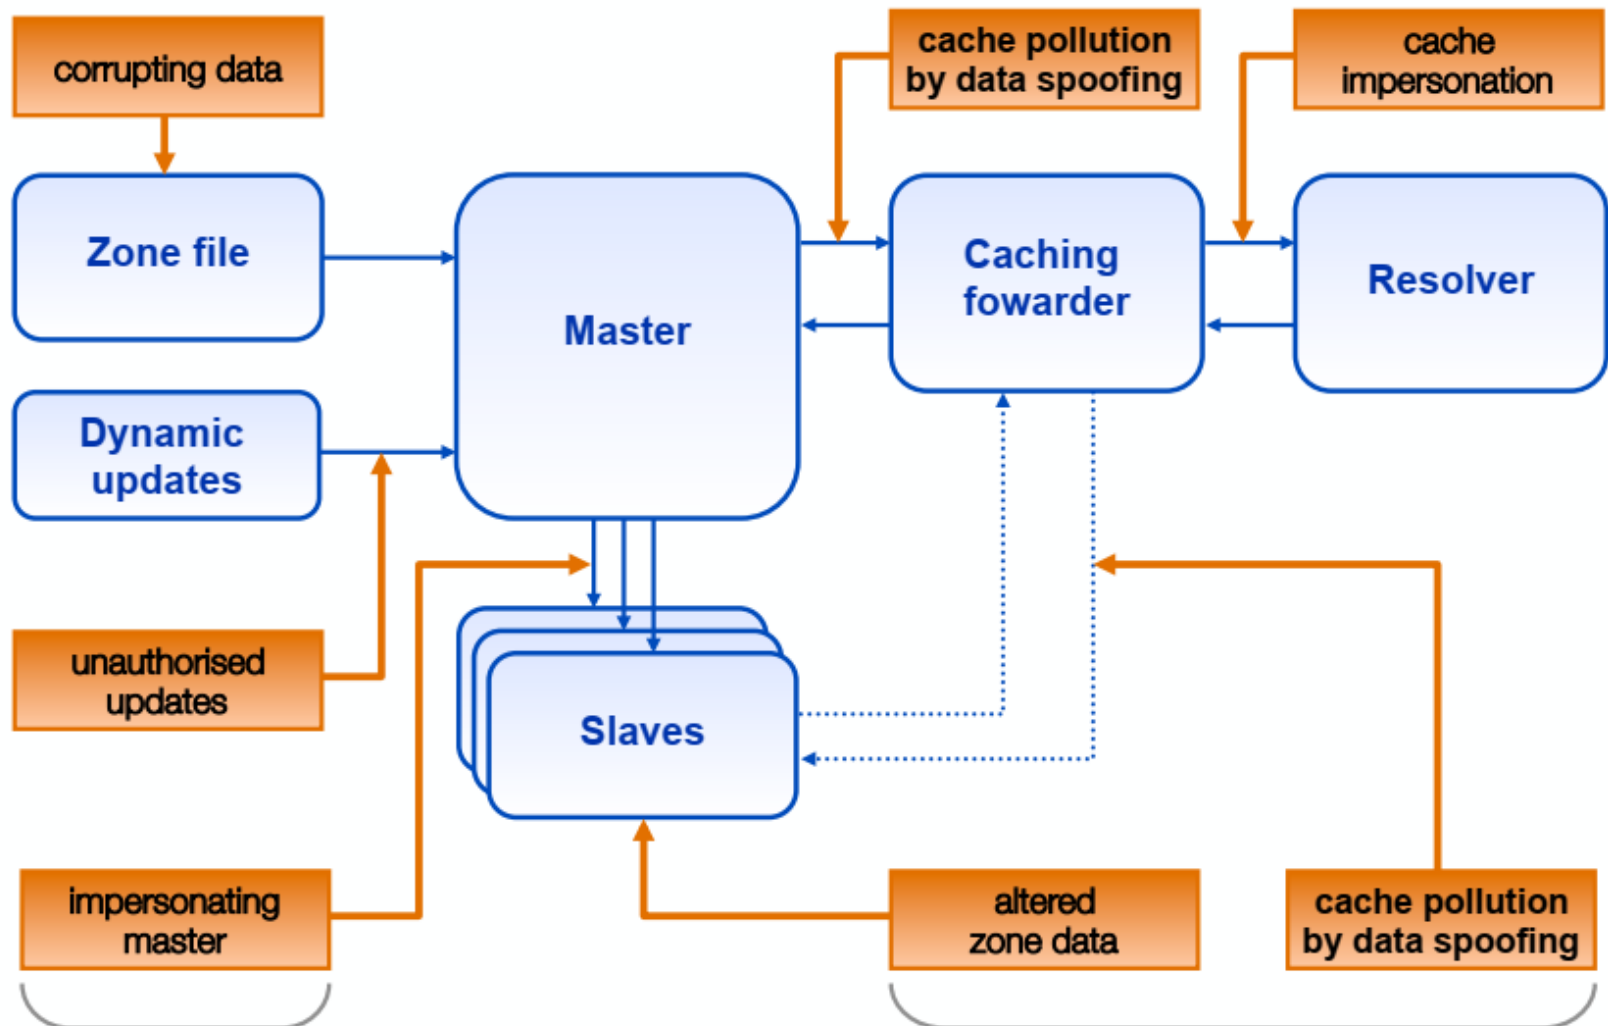 corrupting data
cache pollution
by data spoofing
cache
impersonation
Zone file
Master
Caching
fowarder
Resolver
Dynamic
updates
unauthorised
updates
Slaves
impersonating
master
altered
zone data
cache pollution
by data spoofing